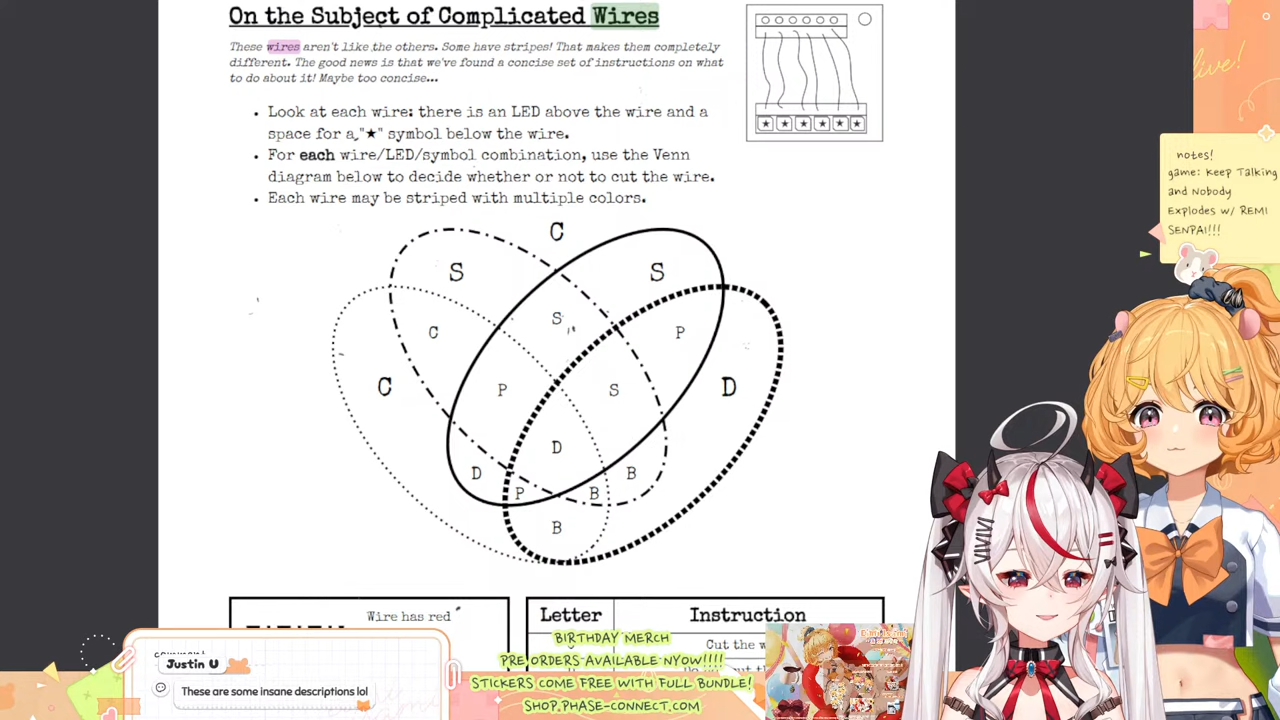 On the Subject of Complicated Wires
These wires aren't like the others. Some have stripes! That makes them completely
different. The good news is that we've found a concise set of instructions on what
to do about it! Maybe too concise...
• Look at each wire: there is an LED above the wire and a
space for a "★" symbol below the wire.
• For each wire/LED/symbol combination, use the Venn
diagram below to decide whether or not to cut the wire.
• Each wire may be striped with multiple colors.
C
S S
S
C P
C P S D
D
D B
P B
B
Wire has red
Letter Instruction
Cut the w
live!
notes!
game: Keep Talking
and Nobody
Explodes w/ REMI
SENPAI!!!
Justin U
These are some insane descriptions lol
BIRTHDAY MERCH
PRE ORDERS AVAILABLE NYOW!!!!
STICKERS COME FREE WITH FULL BUNDLE!
SHOP.PHASE-CONNECT.COM